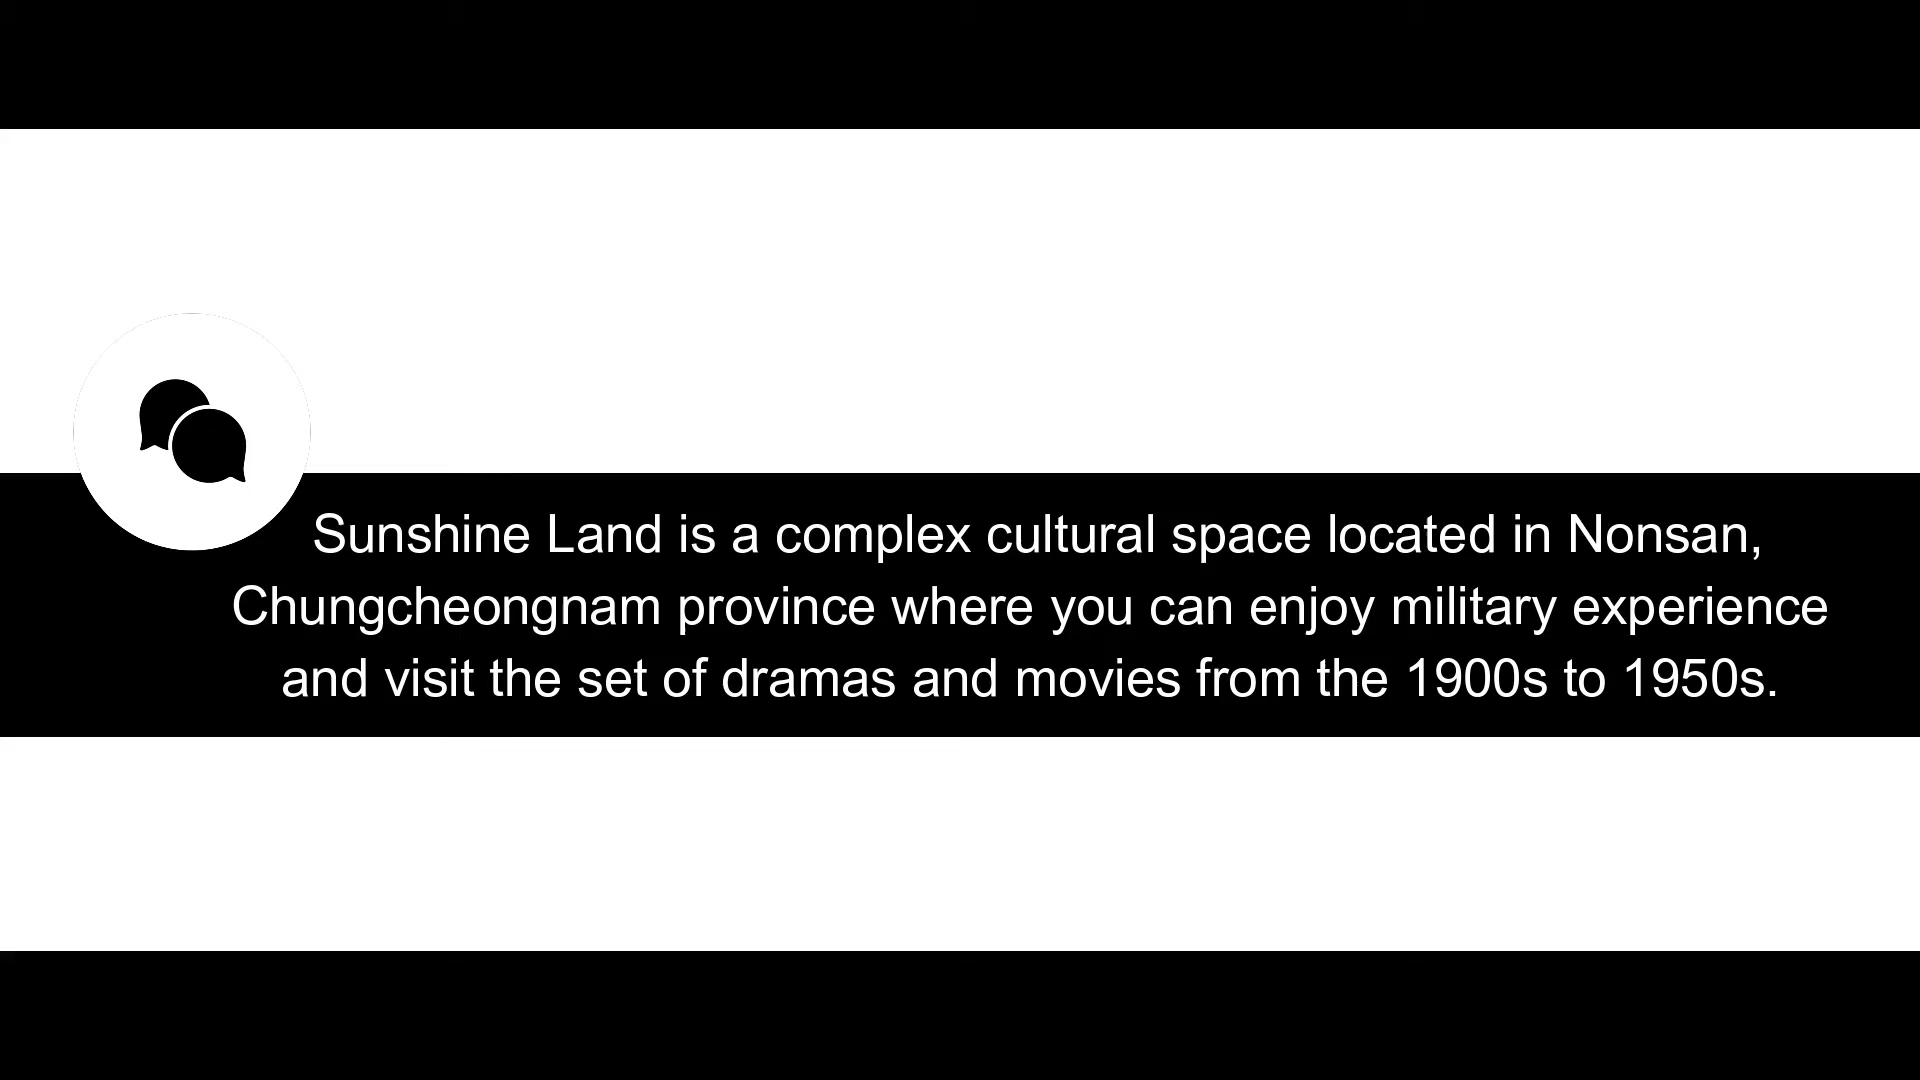 Sunshine Land is a complex cultural space located in Nonsan,
Chungcheongnam province where you can enjoy military experience
and visit the set of dramas and movies from the 1900s to 1950s.